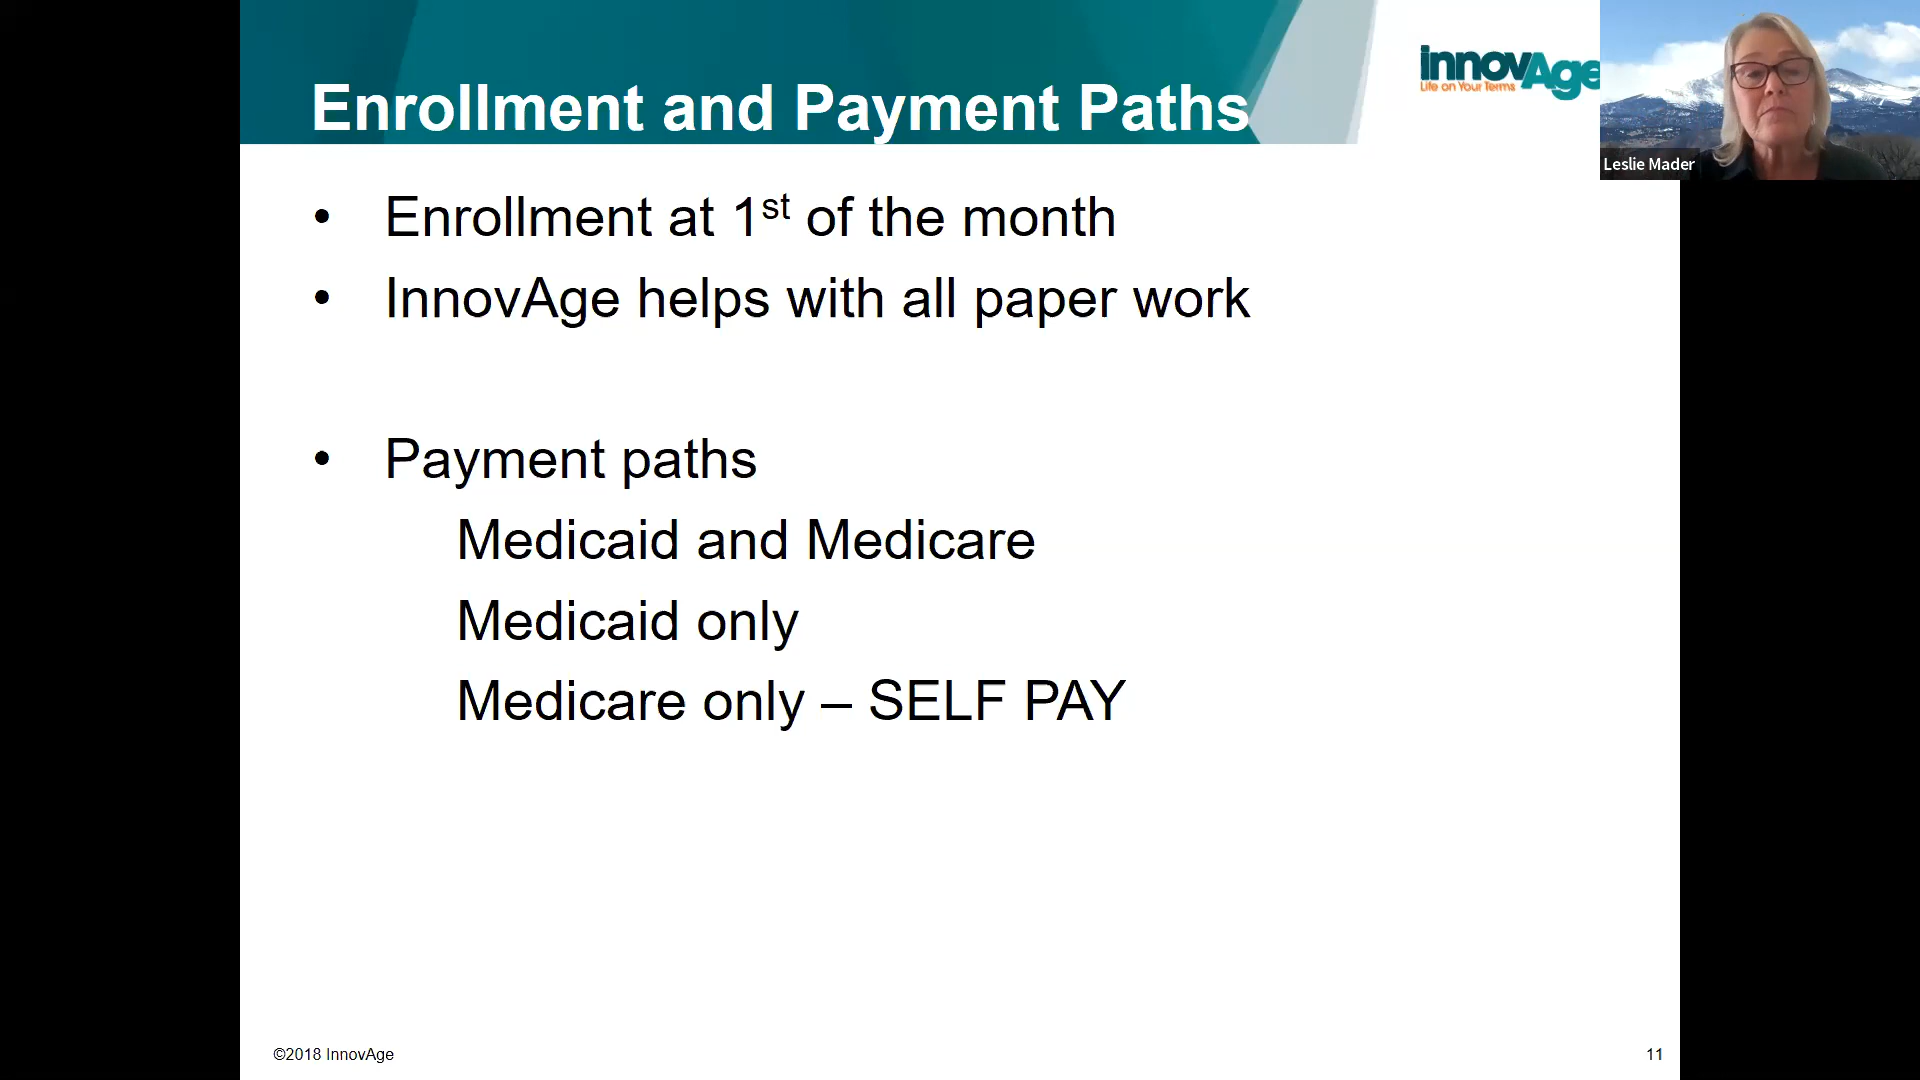 Enrollment and Payment Paths
innovAge
Life on Your Terms
Leslie Mader
• Enrollment at 1st of the month
• InnovAge helps with all paper work
• Payment paths
Medicaid and Medicare
Medicaid only
Medicare only – SELF PAY
©2018 InnovAge
11